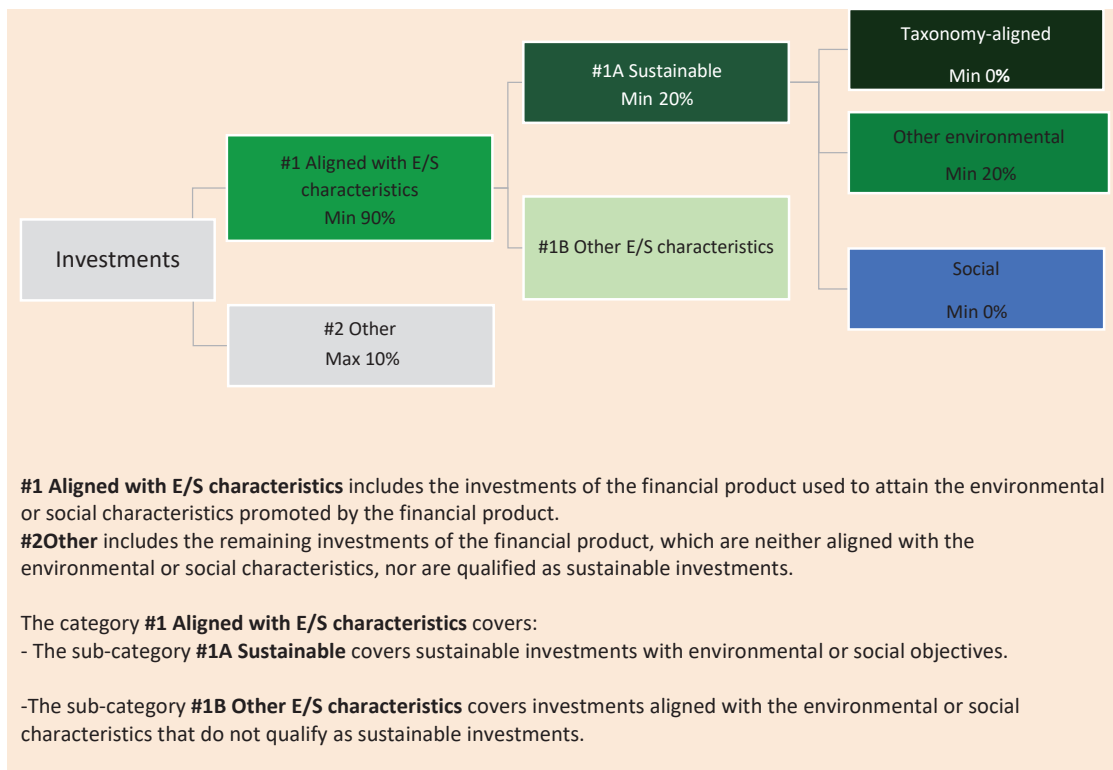 Investments
#1 Aligned with E/S
characteristics
Min 90%
#2 Other
Max 10%
#1A Sustainable
Min 20%
#1B Other E/S characteristics
Taxonomy-aligned
Min 0%
Other environmental
Min 20%
Social
Min 0%
#1 Aligned with E/S characteristics includes the investments of the financial product used to attain the environmental
or social characteristics promoted by the financial product.
#2Other includes the remaining investments of the financial product, which are neither aligned with the
environmental or social characteristics, nor are qualified as sustainable investments.
The category #1 Aligned with E/S characteristics covers:
- The sub-category #1A Sustainable covers sustainable investments with environmental or social objectives.
-The sub-category #1B Other E/S characteristics covers investments aligned with the environmental or social
characteristics that do not qualify as sustainable investments.